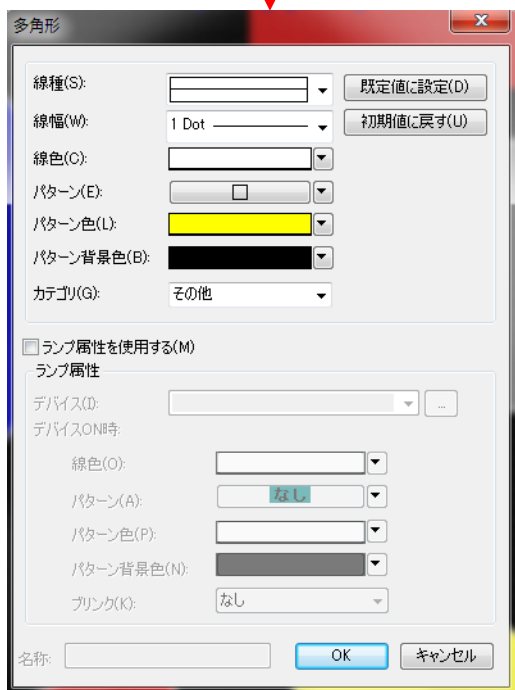 多角形
線種(S):
既定値に設定(D)
線幅(W):
1 Dot
初期値に戻す(U)
線色(C):
パターン(E):
パターン色(L):
パターン背景色(B):
カテゴリ(G):
その他
ランプ属性を使用する(M)
ランプ属性
デバイス(I):
...
デバイスON時:
線色(O):
パターン(A):
なし
パターン色(P):
パターン背景色(N):
ブリンク(K):
なし
名称:
OK
キャンセル